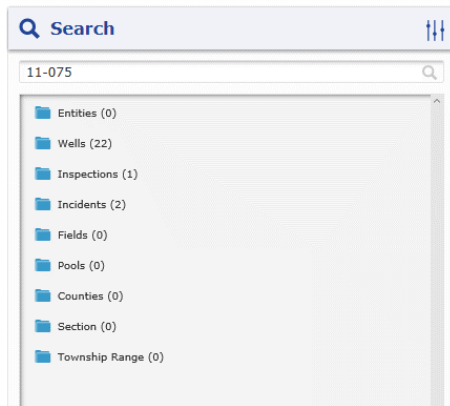 Search
11-075
Entities (0)
Wells (22)
Inspections (1)
Incidents (2)
Fields (0)
Pools (0)
Counties (0)
Section (0)
Township Range (0)